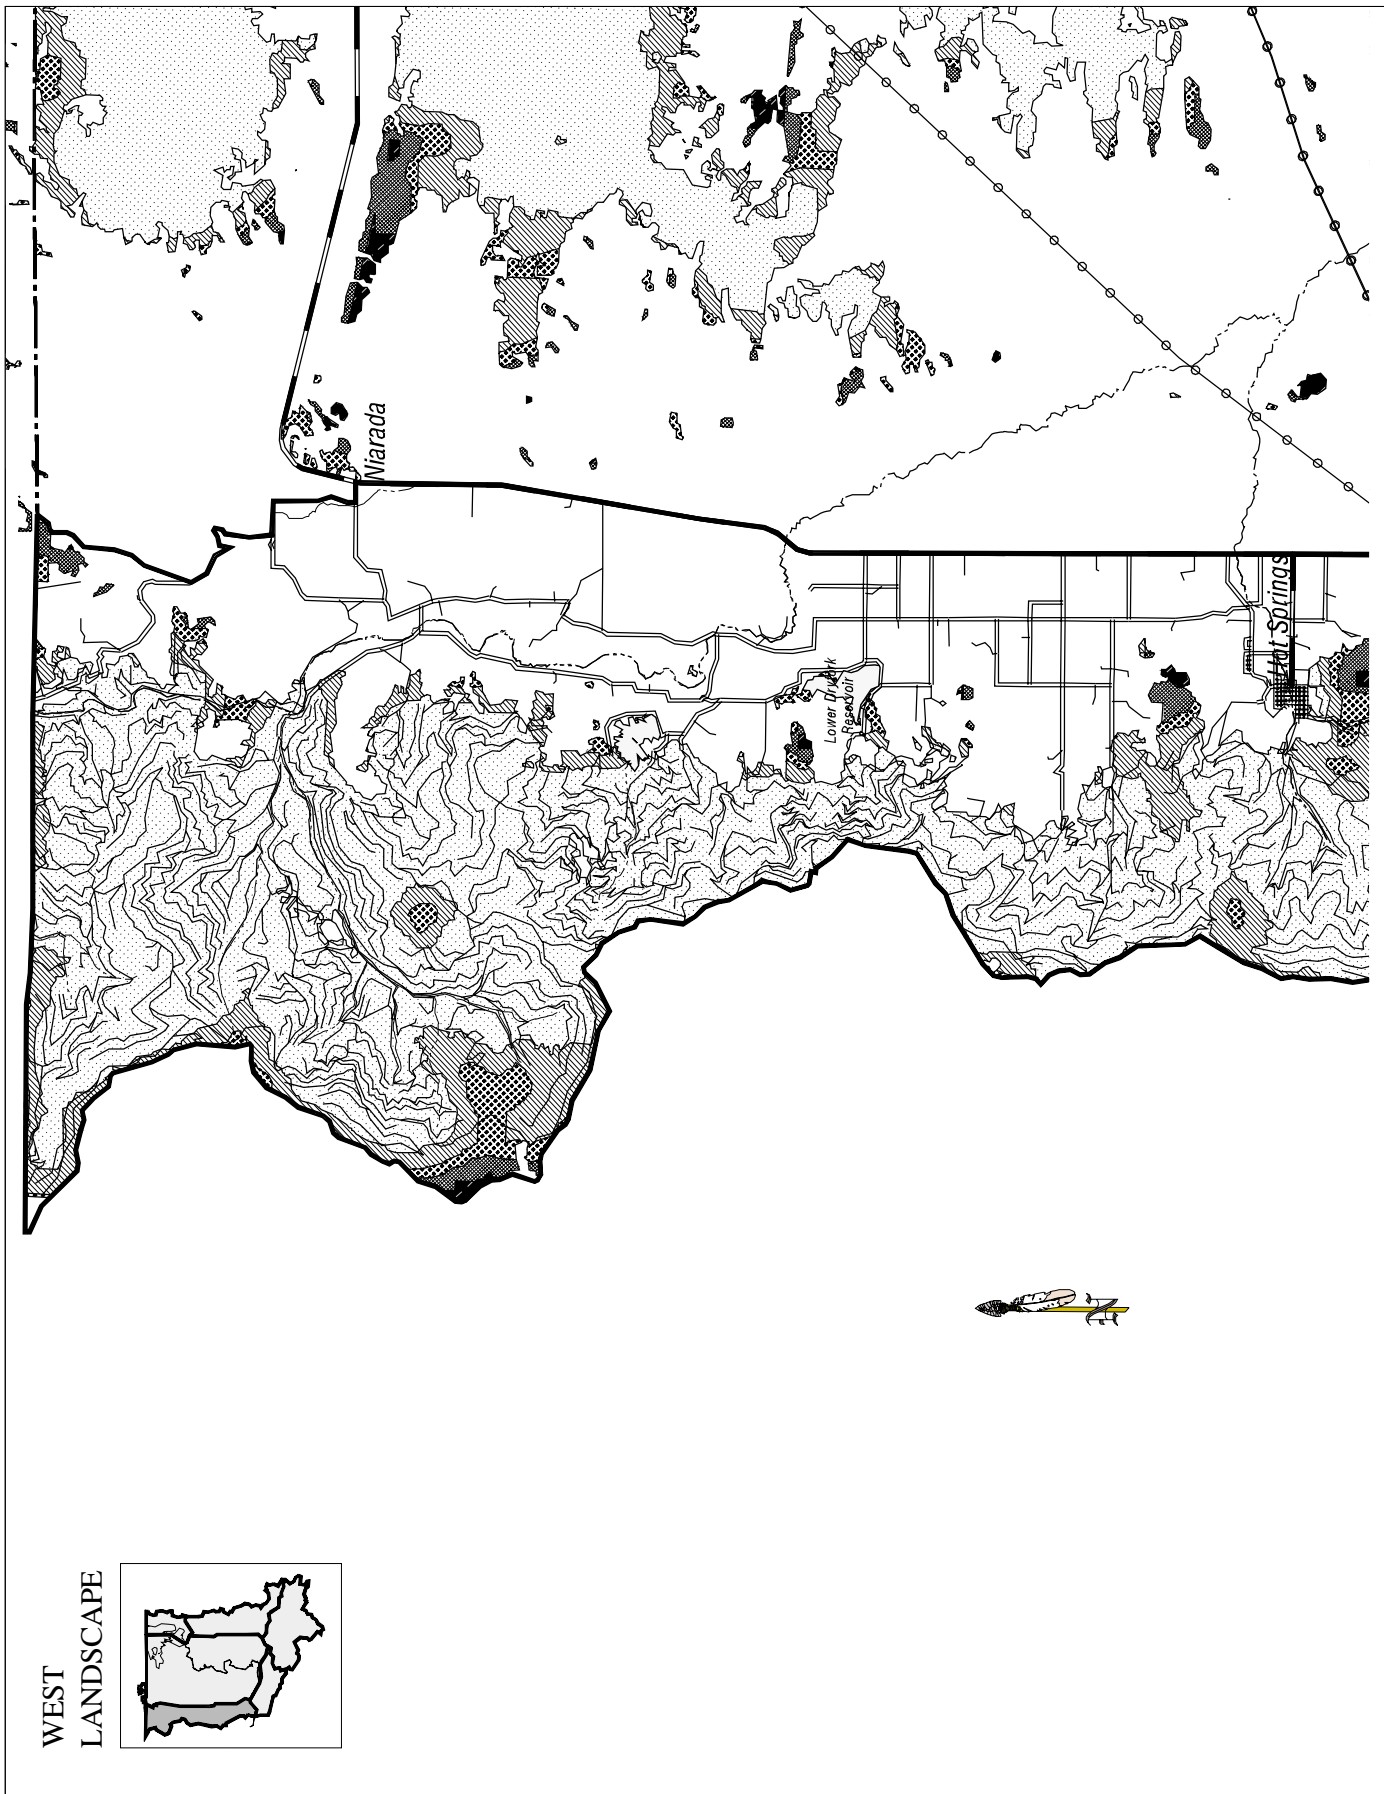 WEST
LANDSCAPE
Niarada
Lower Dry Fork
Reservoir
Hot Springs
N